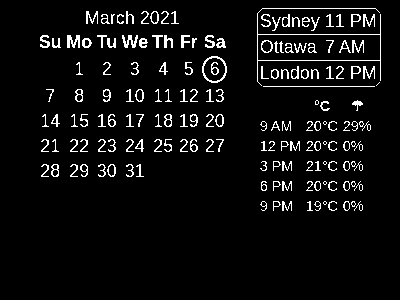 March 2021
Su Mo Tu We Th Fr Sa
1 2 3 4 5 6
7 8 9 10 11 12 13
14 15 16 17 18 19 20
21 22 23 24 25 26 27
28 29 30 31
Sydney 11 PM
Ottawa 7 AM
London 12 PM
°C ☂
9 AM 20°C 29%
12 PM 20°C 0%
3 PM 21°C 0%
6 PM 20°C 0%
9 PM 19°C 0%